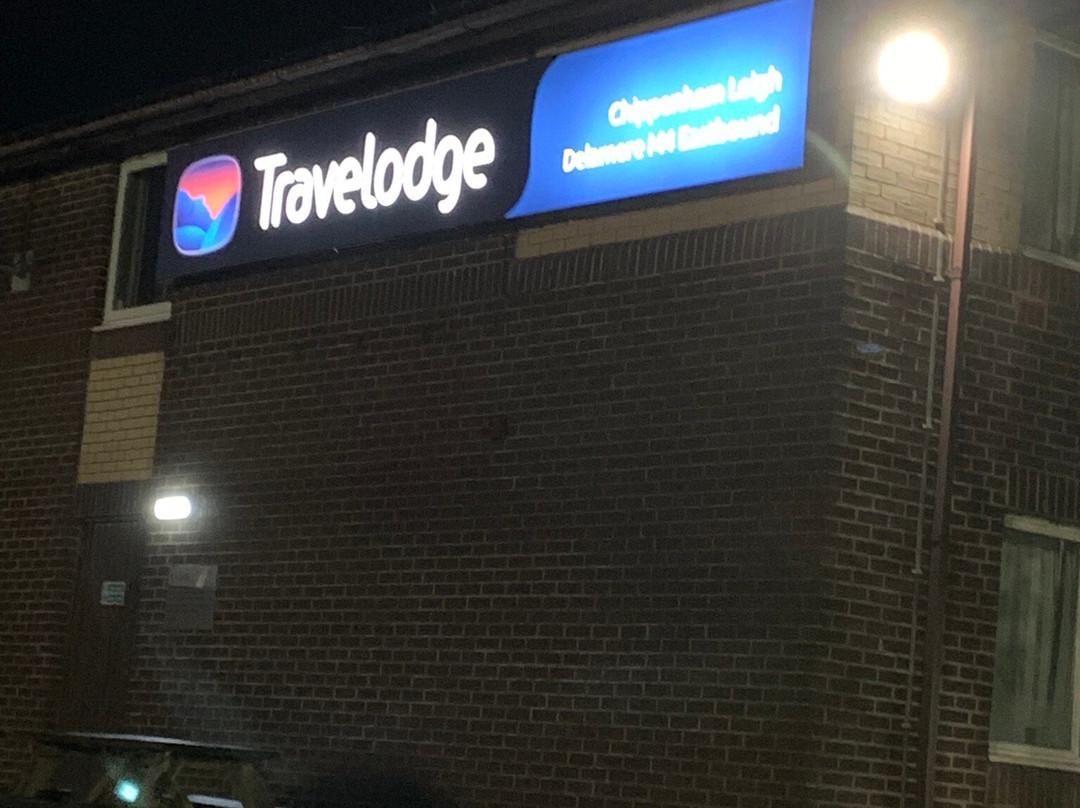 Travelodge
Chippenham Leigh
Delamere M4 Eastbound